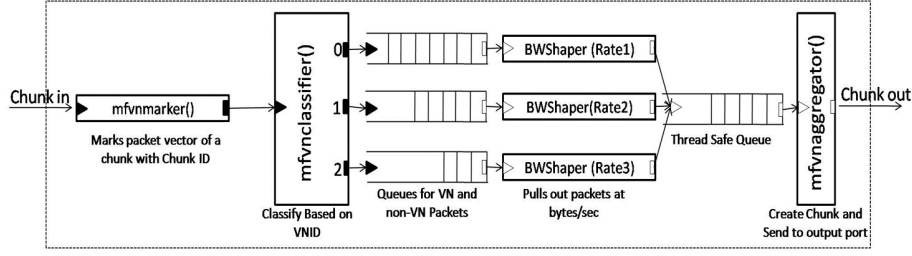 Chunk in
mfvnmarker()
Marks packet vector of a
chunk with Chunk ID
mfvnclassifier()
0
1
2
Classify Based on
VNID
Queues for VN and
non-VN Packets
BWShaper (Rate1)
BWShaper(Rate2)
BWShaper (Rate3)
Pulls out packets at
bytes/sec
Thread Safe Queue
mfvnaggregator()
Create Chunk and
Send to output port
Chunk out